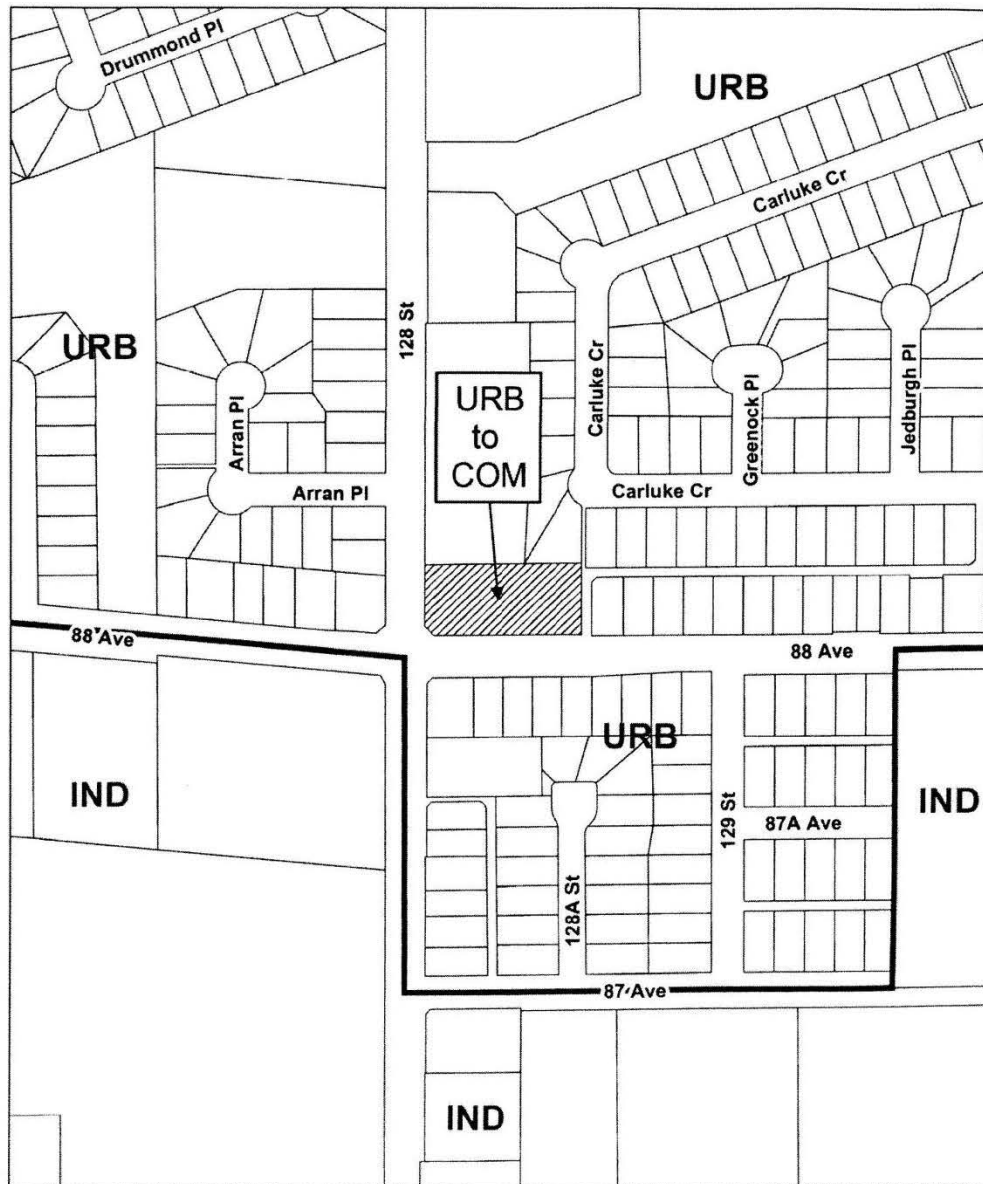 Drummond Pl
URB
Carluke Cr
128 St
URB
Arran Pl
URB
to
COM
Carluke Cr
Greenock Pl
Jedburgh Pl
Arran Pl
Carluke Cr
88 Ave
88 Ave
URB
IND
129 St
87A Ave
IND
128A St
87 Ave
IND